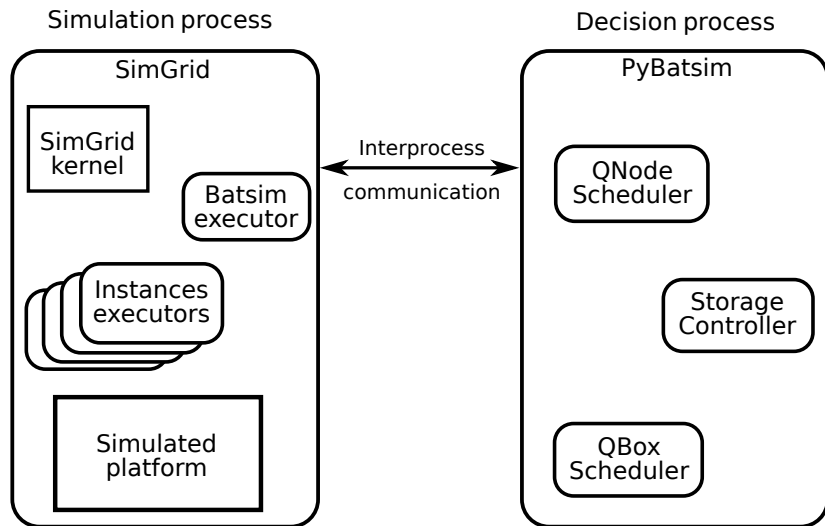 Simulation process
SimGrid
SimGrid
kernel
Batsim
executor
Instances
executors
Simulated
platform
Interprocess
communication
Decision process
PyBatsim
QNode
Scheduler
Storage
Controller
QBox
Scheduler